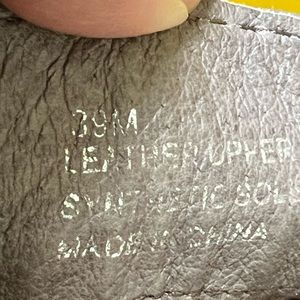 39M
LEATHER UPPER
SYNTHETIC SOLE
MADE IN CHINA